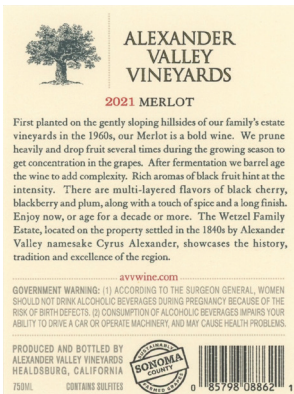 ALEXANDER
VALLEY
VINEYARDS
2021 MERLOT
First planted on the gently sloping hillsides of our family's estate
vineyards in the 1960s, our Merlot is a bold wine. We prune
heavily and drop fruit several times during the growing season to
get concentration in the grapes. After fermentation we barrel age
the wine to add complexity. Rich aromas of black fruit hint at the
intensity. There are multi-layered flavors of black cherry,
blackberry and plum, along with a touch of spice and a long finish.
Enjoy now, or age for a decade or more. The Wetzel Family
Estate, located on the property settled in the 1840s by Alexander
Valley namesake Cyrus Alexander, showcases the history,
tradition and excellence of the region.
avvwine.com
GOVERNMENT WARNING: (1) ACCORDING TO THE SURGEON GENERAL, WOMEN
SHOULD NOT DRINK ALCOHOLIC BEVERAGES DURING PREGNANCY BECAUSE OF THE
RISK OF BIRTH DEFECTS. (2) CONSUMPTION OF ALCOHOLIC BEVERAGES IMPAIRS YOUR
ABILITY TO DRIVE A CAR OR OPERATE MACHINERY, AND MAY CAUSE HEALTH PROBLEMS.
PRODUCED AND BOTTLED BY
ALEXANDER VALLEY VINEYARDS
HEALDSBURG, CALIFORNIA
750ML CONTAINS SULFITES
SUSTAINABLY
SONOMA
COUNTY
FARMED GRAPES
0 85798 08862 1